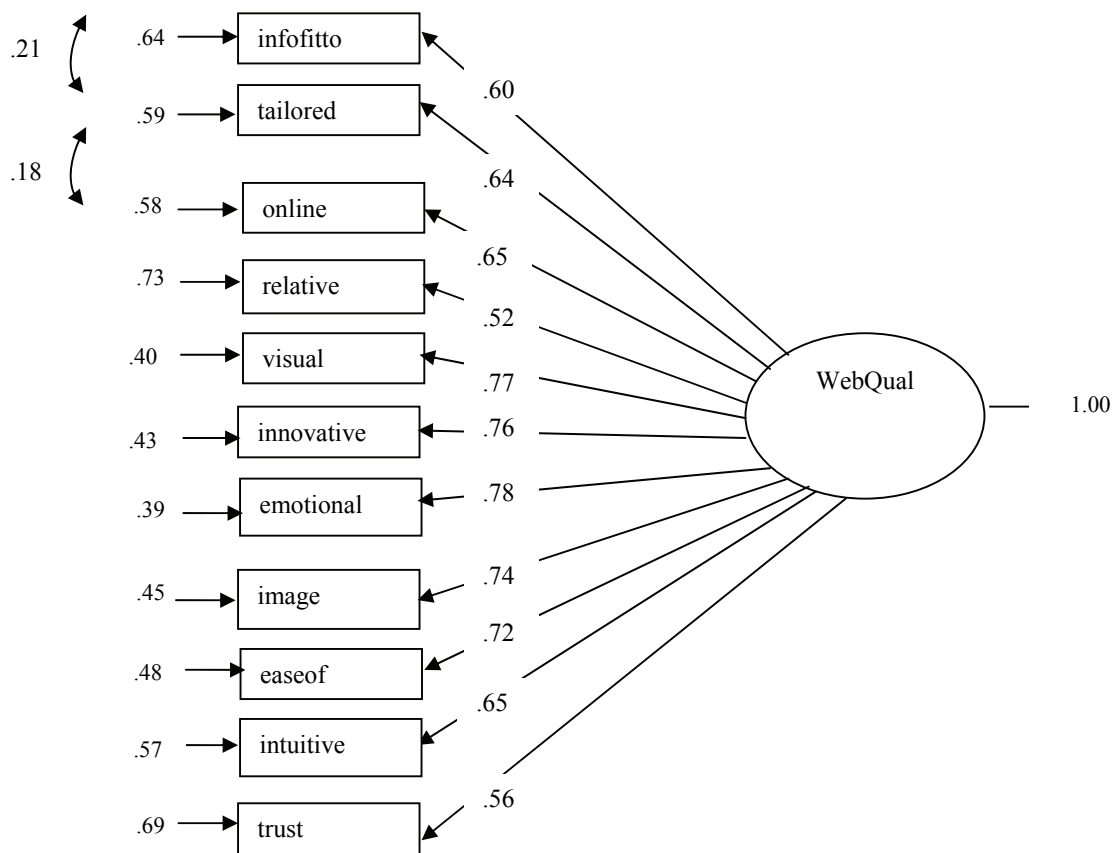 .21
.64
infofitto
.60
.59
tailored
.18
.64
.58
online
.65
.73
relative
.52
.40
visual
.77
WebQual
1.00
.43
innovative
.76
.39
emotional
.78
.45
image
.74
.48
easeof
.72
.57
intuitive
.65
.69
trust
.56